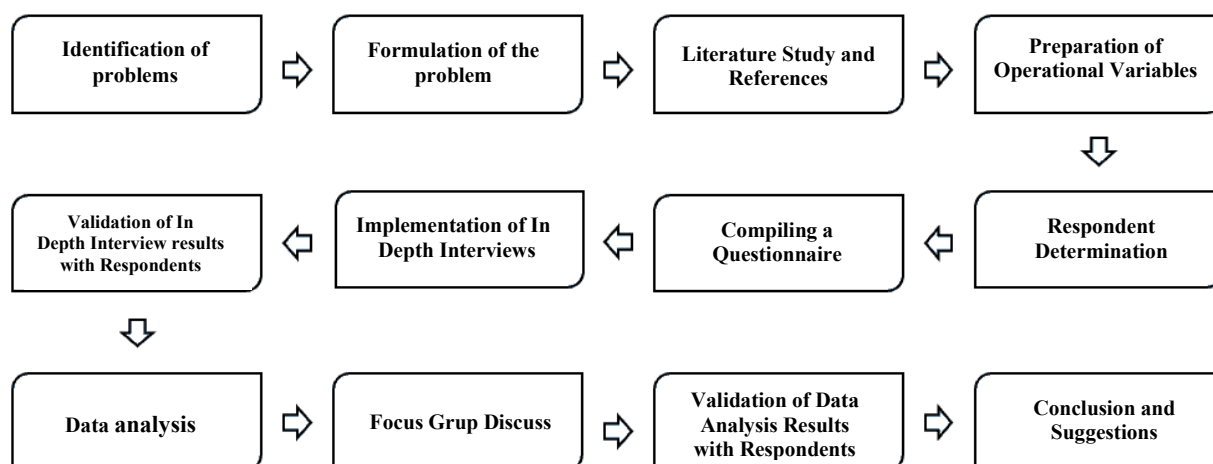 Identification of
problems
Formulation of the
problem
Literature Study and
References
Preparation of
Operational Variables
Respondent
Determination
Compiling a
Questionnaire
Implementation of In
Depth Interviews
Validation of In
Depth Interview results
with Respondents
Data analysis
Focus Grup Discuss
Validation of Data
Analysis Results
with Respondents
Conclusion and
Suggestions